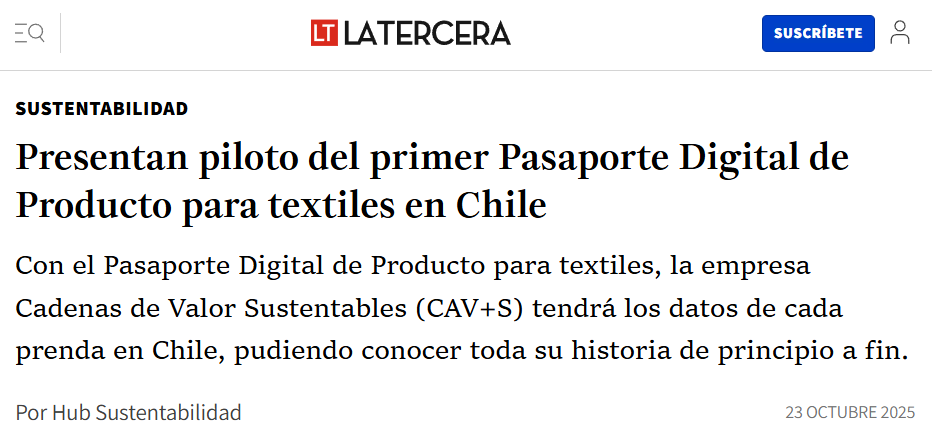 LT LATERCERA
SUSCRÍBETE
SUSTENTABILIDAD
Presentan piloto del primer Pasaporte Digital de
Producto para textiles en Chile
Con el Pasaporte Digital de Producto para textiles, la empresa
Cadenas de Valor Sustentables (CAV+S) tendrá los datos de cada
prenda en Chile, pudiendo conocer toda su historia de principio a fin.
Por Hub Sustentabilidad
23 OCTUBRE 2025